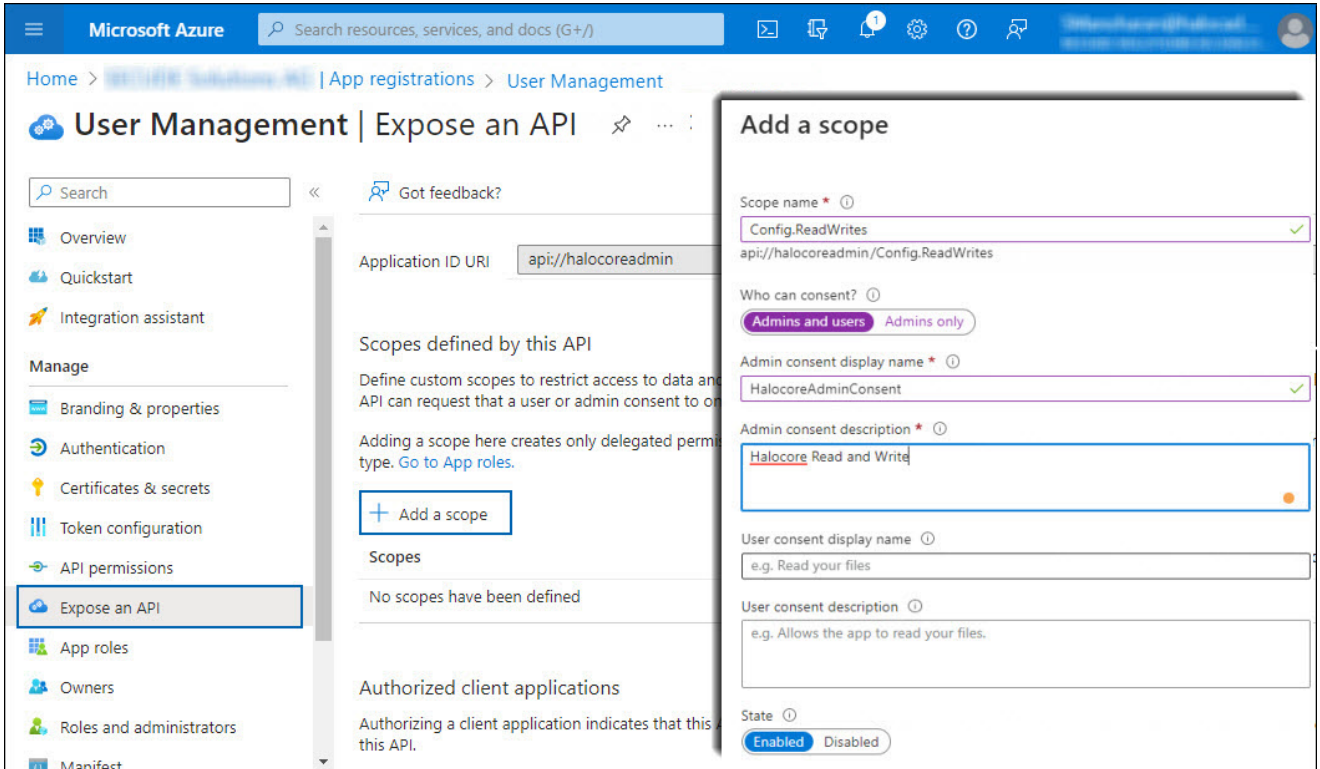 Microsoft Azure
Search resources, services, and docs (G+/)
1
Home > | App registrations > User Management
User Management | Expose an API
Search
Got feedback?
Overview
Quickstart
Integration assistant
Manage
Branding & properties
Authentication
Certificates & secrets
Token configuration
API permissions
Expose an API
App roles
Owners
Roles and administrators
Manifest
Application ID URI
api://halocoreadmin
Scopes defined by this API
Define custom scopes to restrict access to data and
API can request that a user or admin consent to
Adding a scope here creates only delegated
type. Go to App roles.
+ Add a scope
Scopes
No scopes have been defined
Authorized client applications
Authorizing a client application indicates that this
this API.
Add a scope
Scope name *
Config.ReadWrites
api://halocoreadmin/Config.ReadWrites
Who can consent?
Admins and users Admins only
Admin consent display name *
HalocoreAdminConsent
Admin consent description *
Halocore Read and Write
User consent display name
e.g. Read your files
User consent description
e.g. Allows the app to read your files.
State
Enabled Disabled